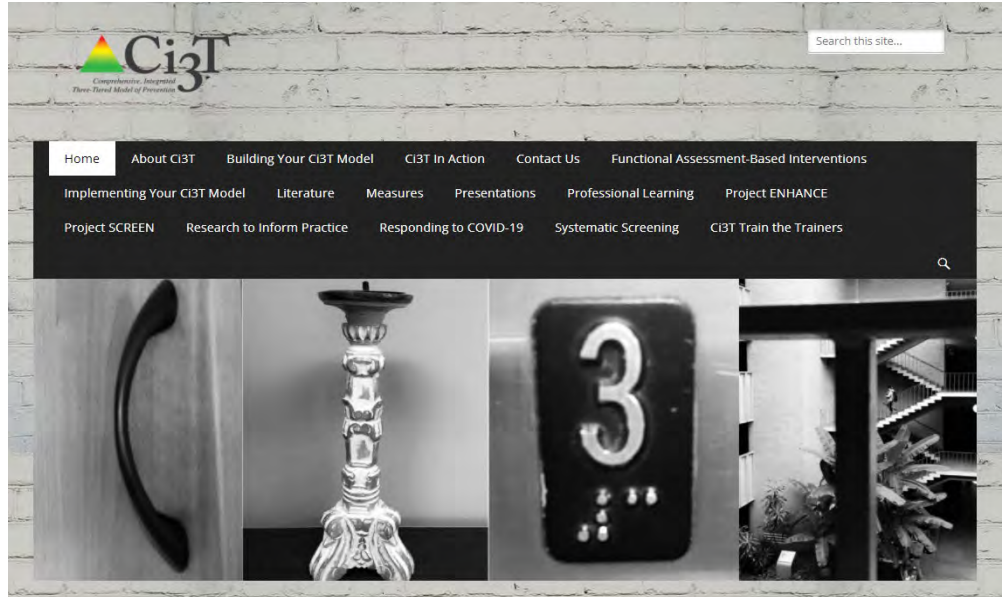 Ci3T
Comprehensive, Integrated
Three-Tiered Model of Prevention
Search this site...
Home About Ci3T Building Your Ci3T Model Ci3T In Action Contact Us Functional Assessment-Based Interventions
Implementing Your Ci3T Model Literature Measures Presentations Professional Learning Project ENHANCE
Project SCREEN Research to Inform Practice Responding to COVID-19 Systematic Screening Ci3T Train the Trainers
3